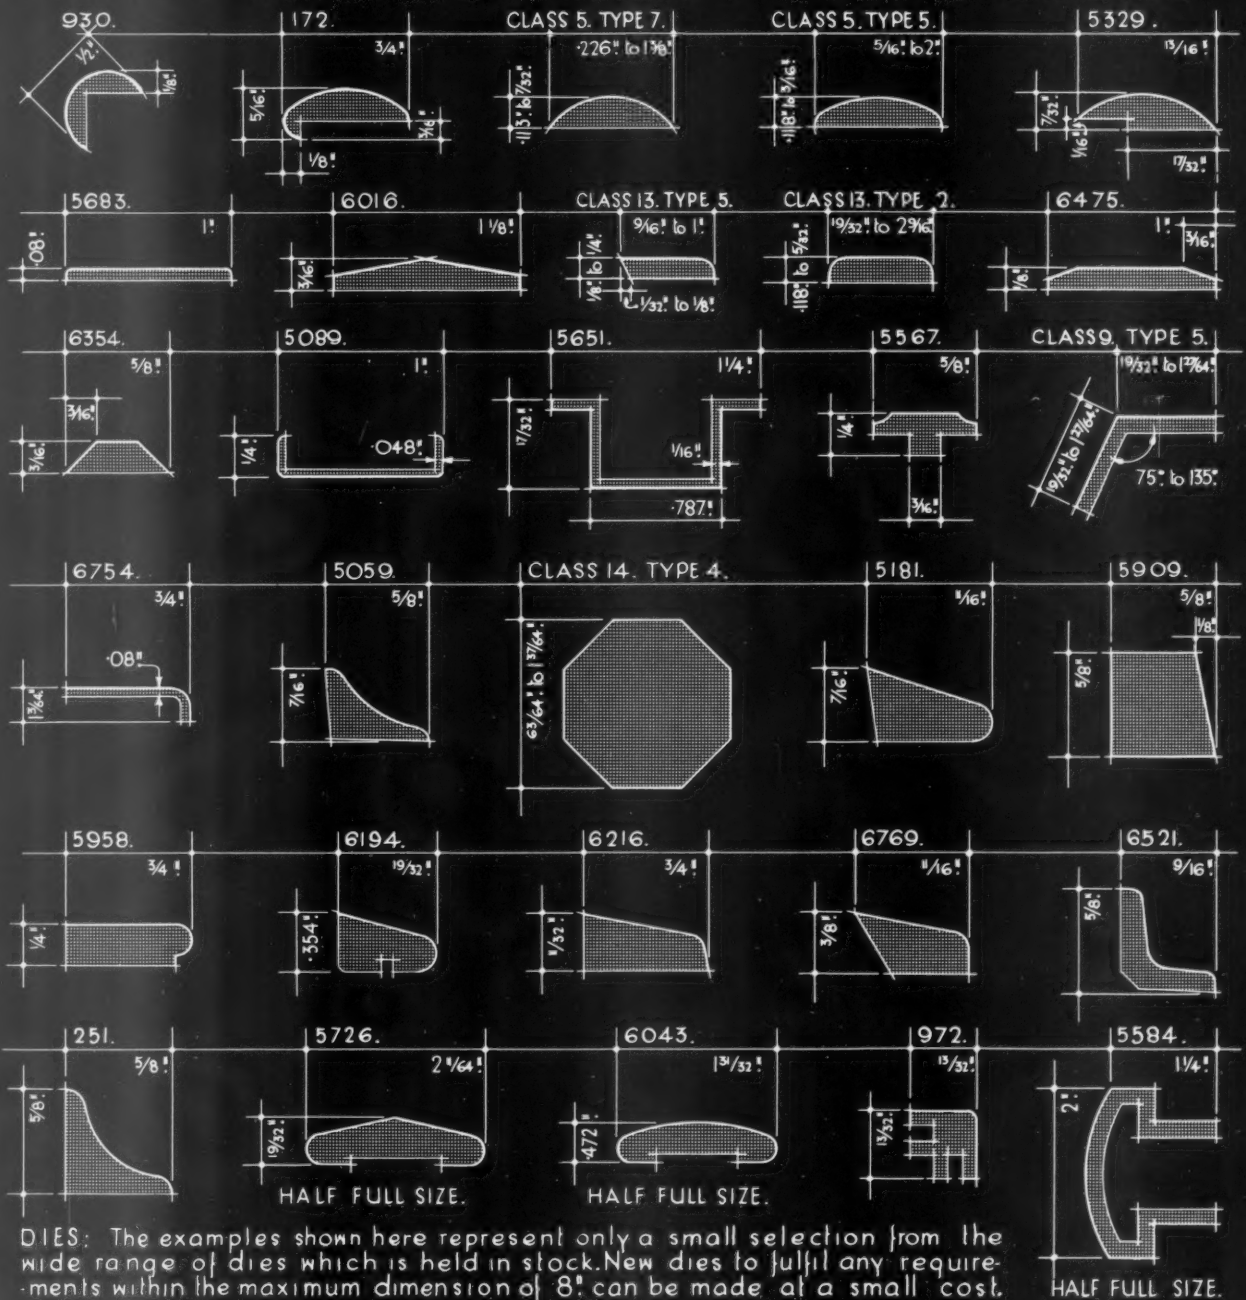 930. 172. CLASS 5. TYPE 7. CLASS 5. TYPE 5. 5329.
1/2" 3/4" ·226" to 1 3/8" 5/16" to 2" 13/16"
1/8" 5/16" 3/16" 1/8" ·113" to 7/32" ·118" to 3/16" 7/32" 1/16" 17/32"
5683. 6016. CLASS 13. TYPE 5. CLASS 13. TYPE 2. 6475.
1" 1 1/8" 9/16" to 1" 19/32" to 2 9/16" 1" 3/16"
·08" 3/16" 1/8" to 1/4" 1/32" to 1/8" ·118" to 5/32" 1/8"
6354. 5089. 5651. 5567. CLASS 9. TYPE 5.
5/8" 1" 1 1/4" 5/8" 19/32" to 1 27/64"
3/16" 3/16" 1/4" ·048" 17/32" 1/16" ·787" 1/4" 3/16" 19/32" to 1 27/64" 75° to 135°
6754. 5059. CLASS 14. TYPE 4. 5181. 5909.
3/4" 5/8" 11/16" 5/8" 1/8"
·08" 13/64" 7/16" 63/64" to 1 37/64" 7/16" 5/8"
5958. 6194. 6216. 6769. 6521.
3/4" 19/32" 3/4" 11/16" 9/16"
1/4" ·354" 11/32" 3/8" 5/8"
251. 5726. 6043. 972. 5584.
5/8" 2 11/64" 1 31/32" 13/32" 1 1/4"
5/8" 19/32" ·472" 13/32" 2"
HALF FULL SIZE. HALF FULL SIZE.
DIES: The examples shown here represent only a small selection from the
wide range of dies which is held in stock. New dies to fulfil any require-
-ments within the maximum dimension of 8" can be made at a small cost.
HALF FULL SIZE.